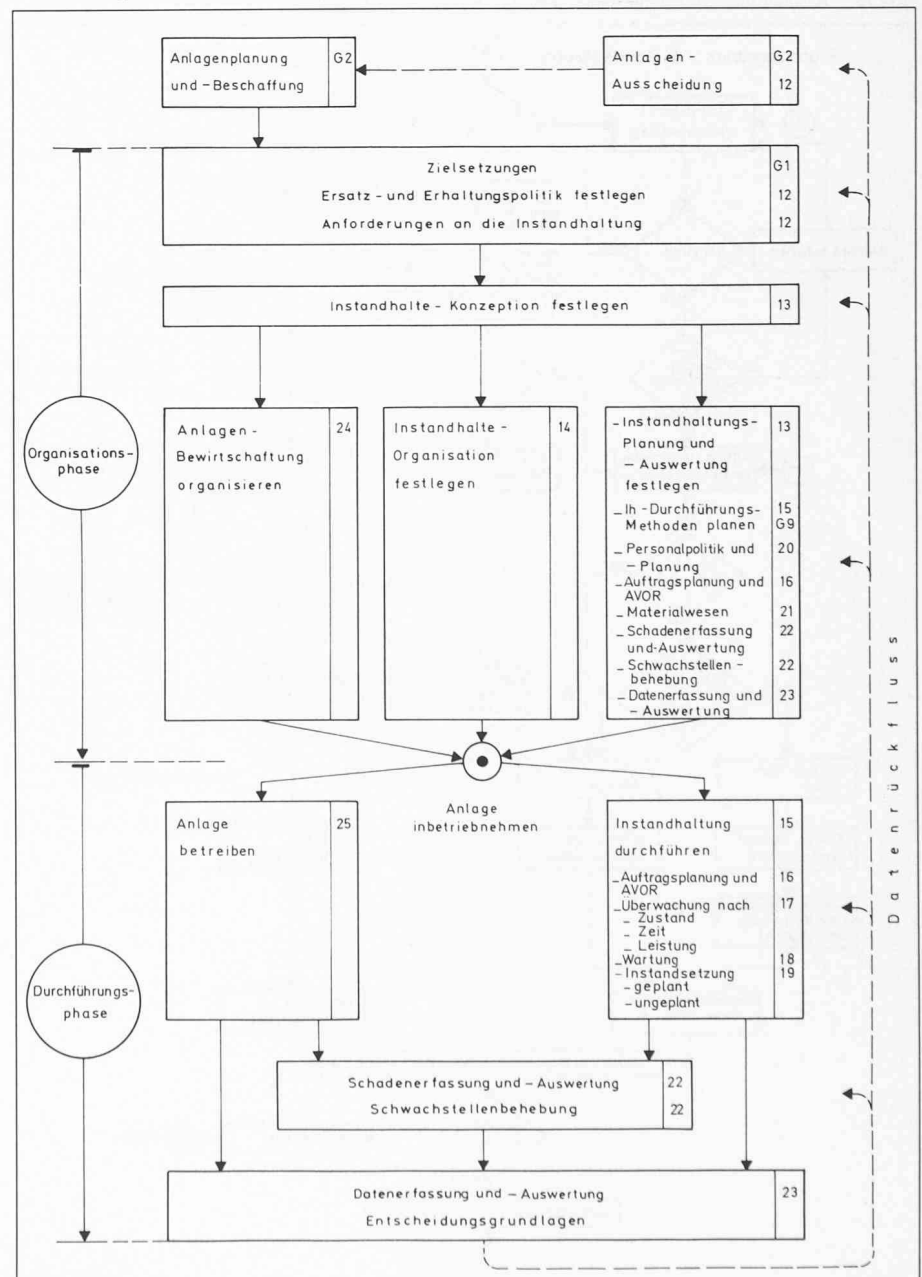 Anlagenplanung G2
und - Beschaffung
Anlagen - G2
Ausscheidung 12
Zielsetzungen G1
Ersatz - und Erhaltungspolitik festlegen 12
Anforderungen an die Instandhaltung 12
Instandhalte - Konzeption festlegen 13
Organisations-
phase
Anlagen - 24
Bewirtschaftung
organisieren
Instandhalte - 14
Organisation
festlegen
- Instandhaltungs- 13
Planung und
- Auswertung
festlegen
- Ih - Durchführungs- 15
Methoden planen G9
- Personalpolitik und 20
- Planung
- Auftragsplanung und 16
AVOR
- Materialwesen 21
- Schadenerfassung 22
und-Auswertung
- Schwachstellen - 22
behebung
- Datenerfassung und 23
- Auswertung
Anlage
inbetriebnehmen
Durchführungs-
phase
Anlage 25
betreiben
Instandhaltung 15
durchführen
- Auftragsplanung und 16
AVOR
- Überwachung nach 17
- Zustand
- Zeit
- Leistung
- Wartung 18
- Instandsetzung 19
- geplant
- ungeplant
Schadenerfassung und - Auswertung 22
Schwachstellenbehebung 22
Datenerfassung und - Auswertung 23
Entscheidungsgrundlagen
Datenrückfluss